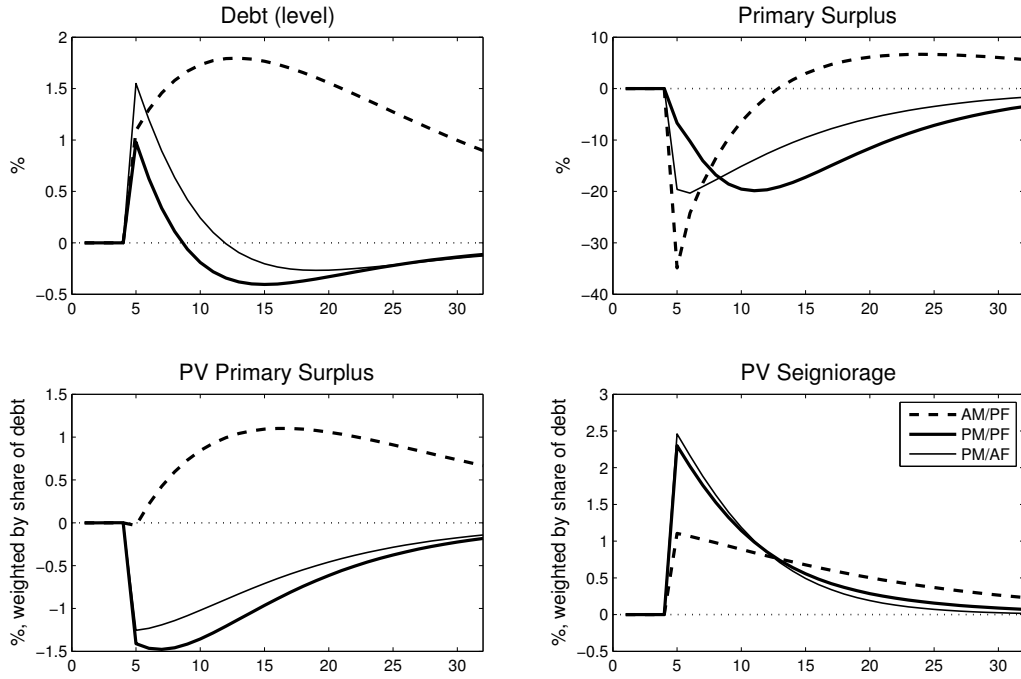 Debt (level)
2
1.5
1
0.5
0
−0.5
%
0 5 10 15 20 25 30
Primary Surplus
10
0
−10
−20
−30
−40
%
0 5 10 15 20 25 30
PV Primary Surplus
1.5
1
0.5
0
−0.5
−1
−1.5
%, weighted by share of debt
0 5 10 15 20 25 30
PV Seigniorage
3
2.5
2
1.5
1
0.5
0
−0.5
%, weighted by share of debt
0 5 10 15 20 25 30
AM/PF
PM/PF
PM/AF